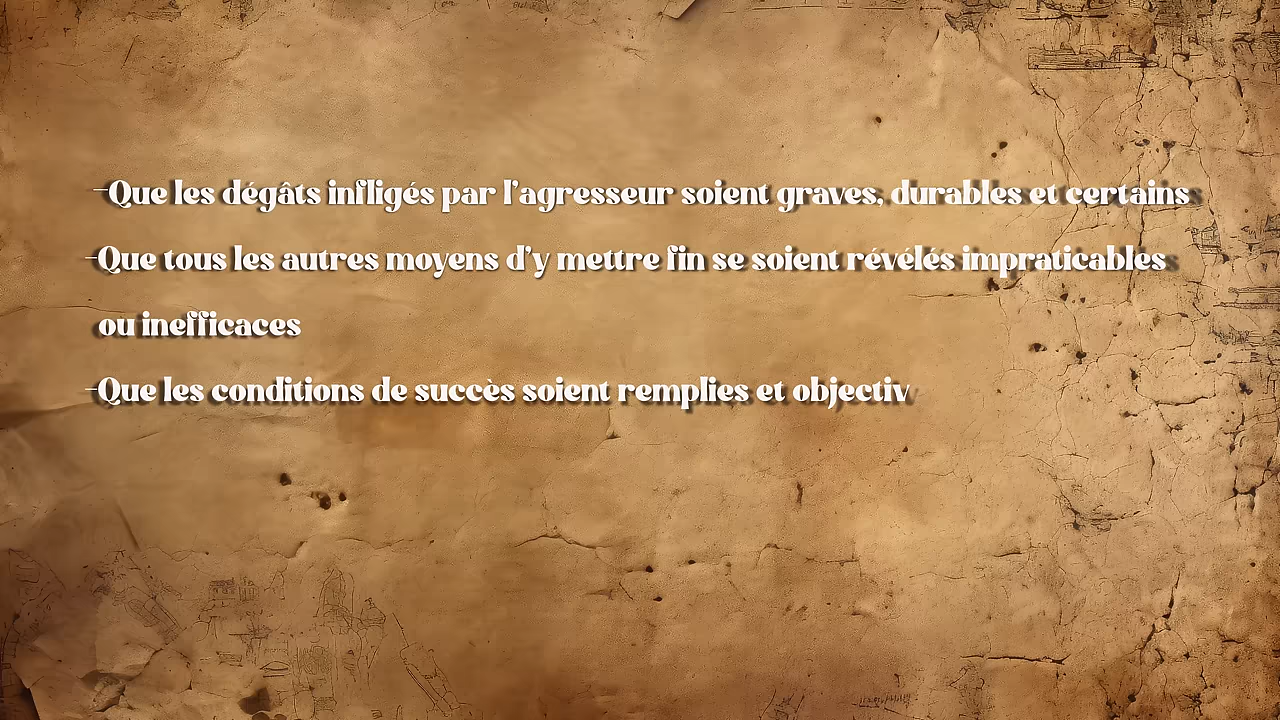 -Que les dégâts infligés par l'agresseur soient graves, durables et certains
-Que tous les autres moyens d'y mettre fin se soient révélés impraticables
ou inefficaces
-Que les conditions de succès soient remplies et objectiv